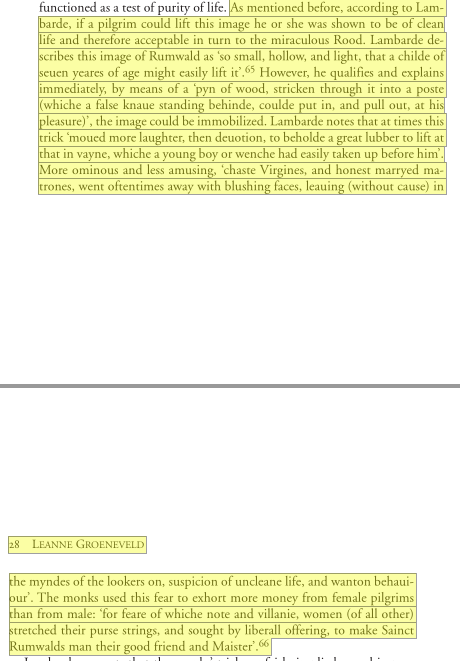 functioned as a test of purity of life. As mentioned before, according to Lam-
barde, if a pilgrim could lift this image he or she was shown to be of clean
life and therefore acceptable in turn to the miraculous Rood. Lambarde de-
scribes this image of Rumwald as ‘so small, hollow, and light, that a childe of
seuen yeares of age might easily lift it’.65 However, he qualifies and explains
immediately, by means of a ‘pyn of wood, stricken through it into a poste
(whiche a false knaue standing behinde, coulde put in, and pull out, at his
pleasure)’, the image could be immobilized. Lambarde notes that at times this
trick ‘moued more laughter, then deuotion, to beholde a great lubber to lift at
that in vayne, whiche a young boy or wenche had easily taken up before him’.
More ominous and less amusing, ‘chaste Virgines, and honest marryed ma-
trones, went oftentimes away with blushing faces, leauing (without cause) in
28 LEANNE GROENEVELD
the myndes of the lookers on, suspicion of uncleane life, and wanton behaui-
our’. The monks used this fear to exhort more money from female pilgrims
than from male: ‘for feare of whiche note and villanie, women (of all other)
stretched their purse strings, and sought by liberall offering, to make Sainct
Rumwalds man their good friend and Maister’.66